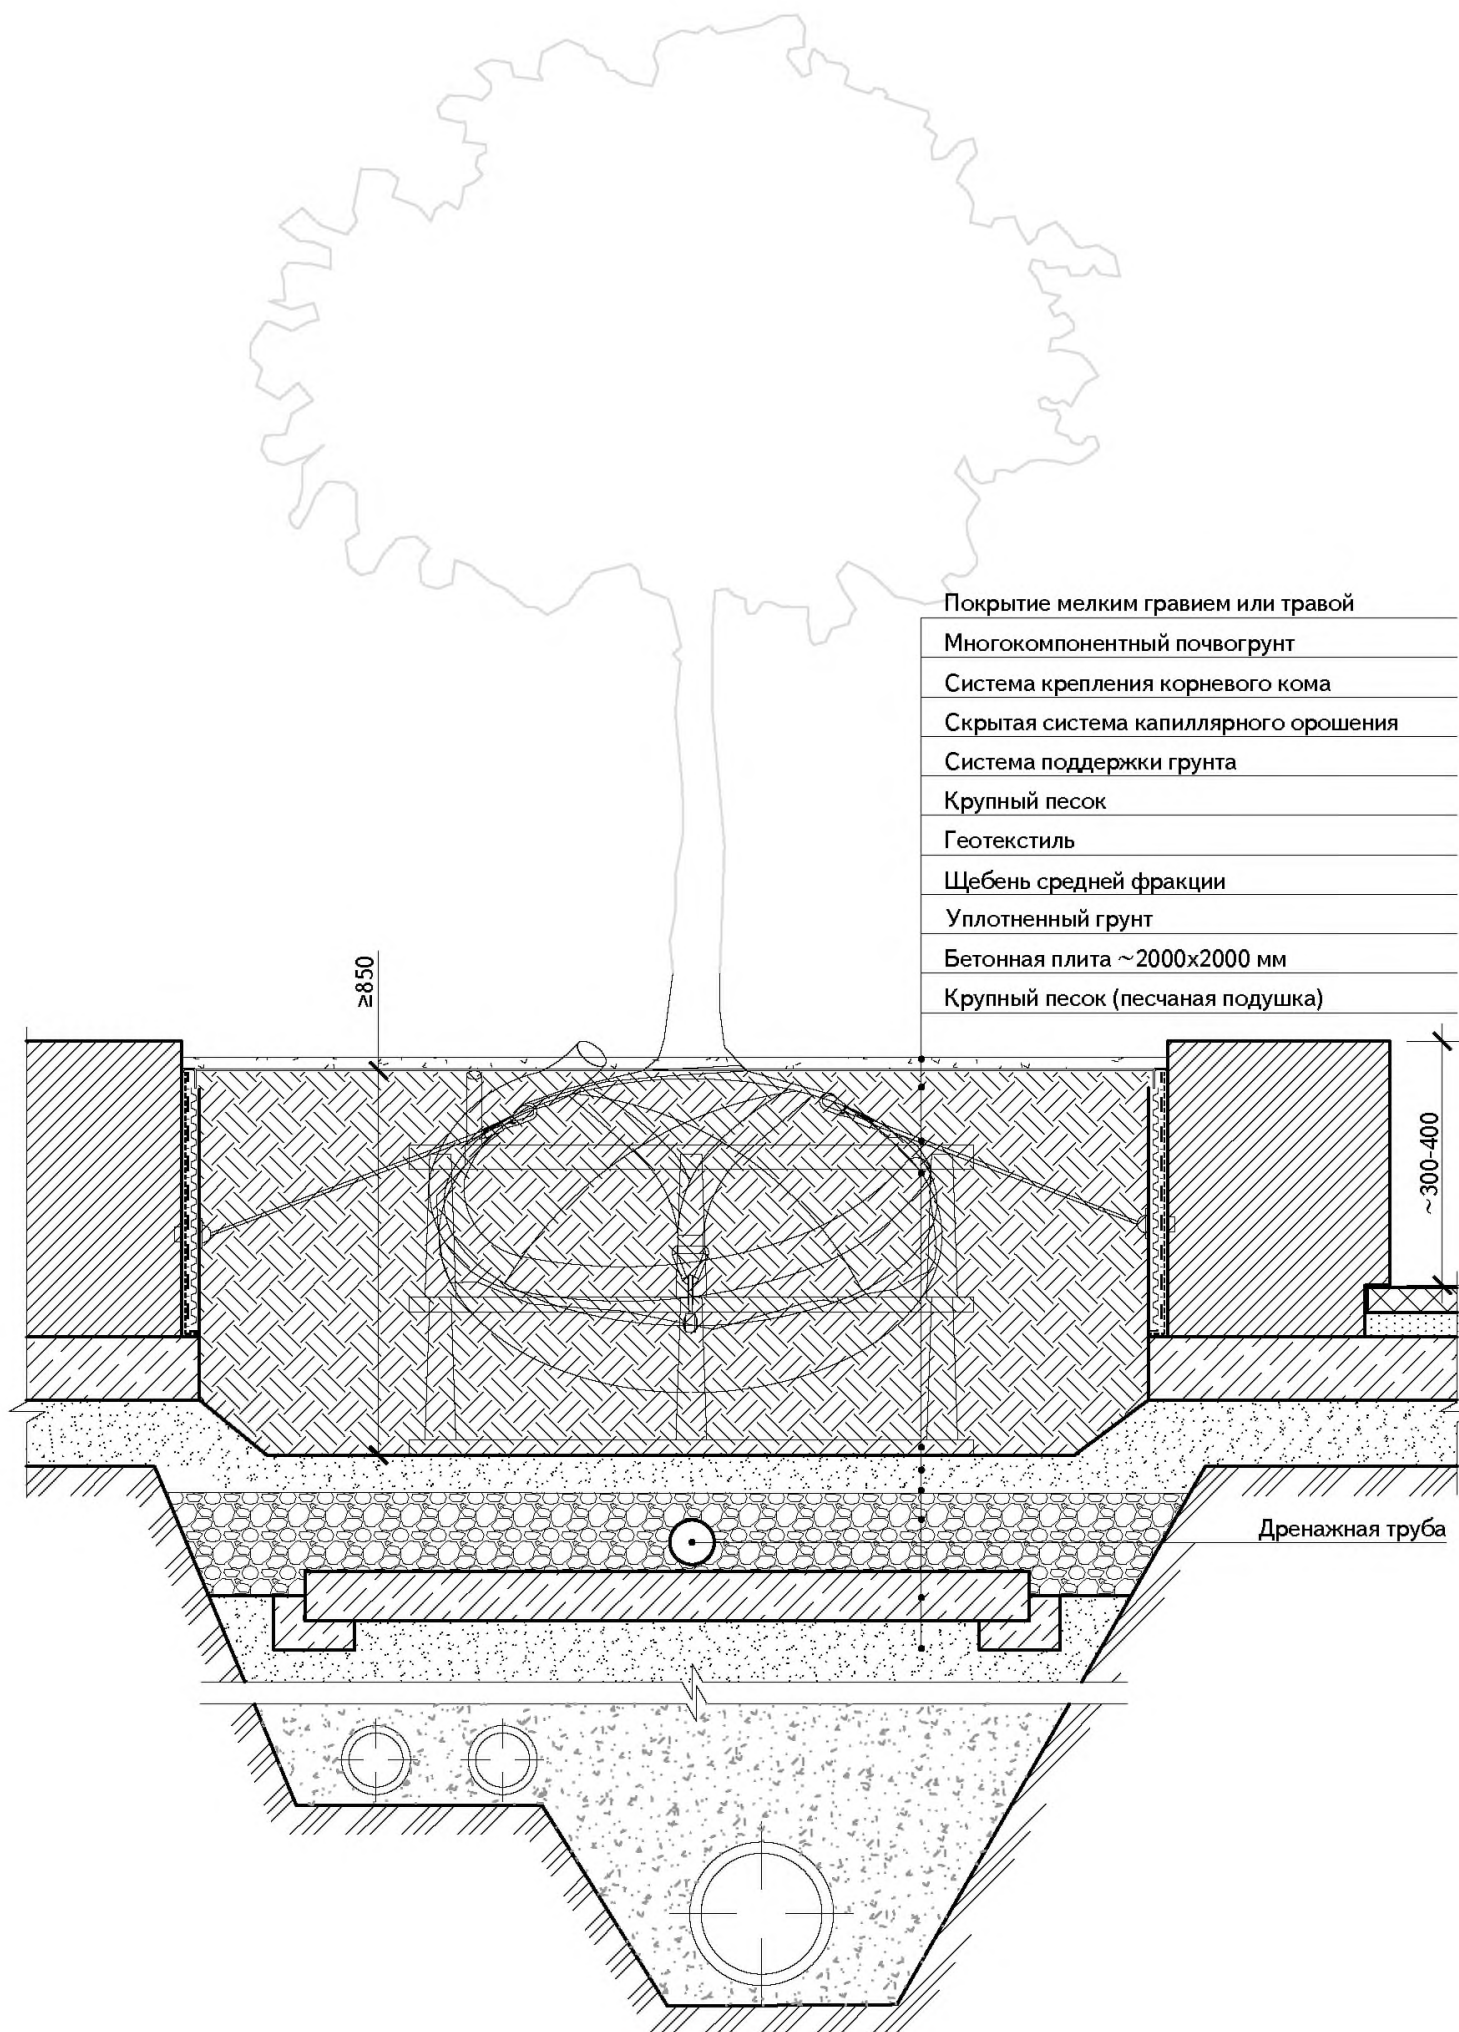 Покрытие мелким гравием или травой
Многокомпонентный почвогрунт
Система крепления корневого кома
Скрытая система капиллярного орошения
Система поддержки грунта
Крупный песок
Геотекстиль
Щебень средней фракции
Уплотненный грунт
Бетонная плита ~2000х2000 мм
Крупный песок (песчаная подушка)
≥850
~300-400
Дренажная труба